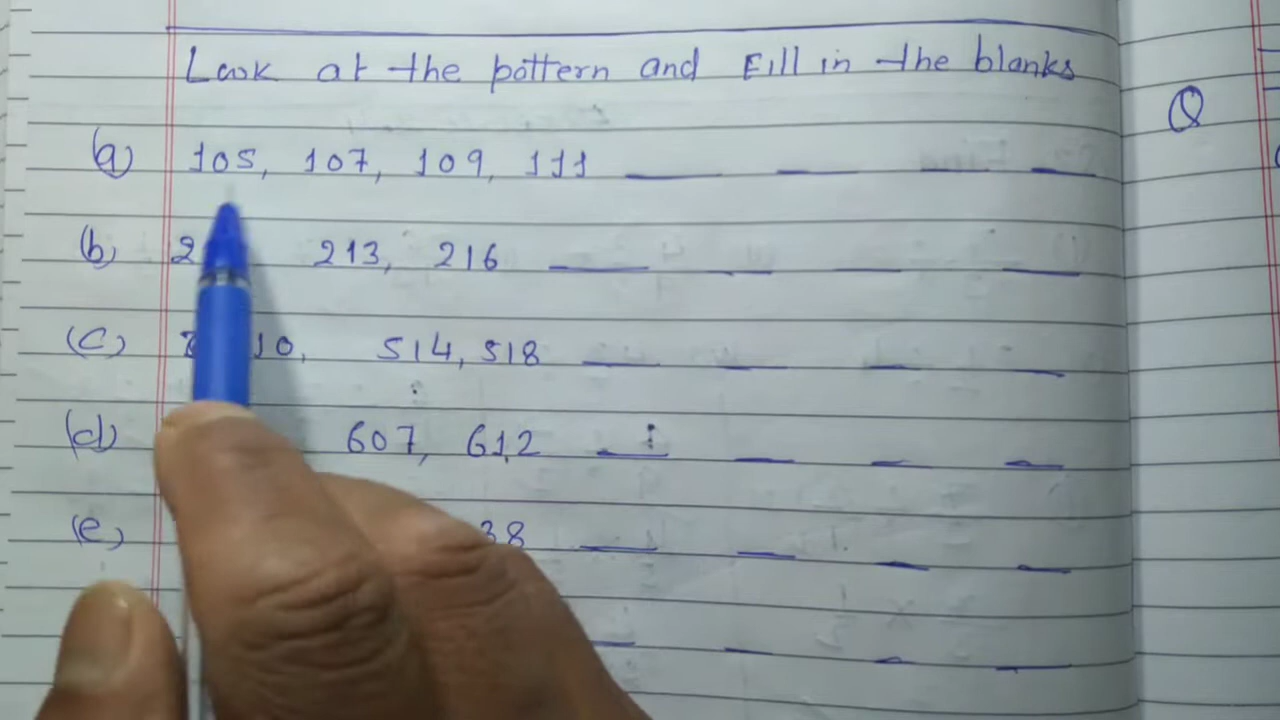 Look at the pattern and Fill in the blanks
Q
(a) 105, 107, 109, 111
(b) 2 213, 216
(c) 10, 514, 518
(d) 607, 612
(e) 38